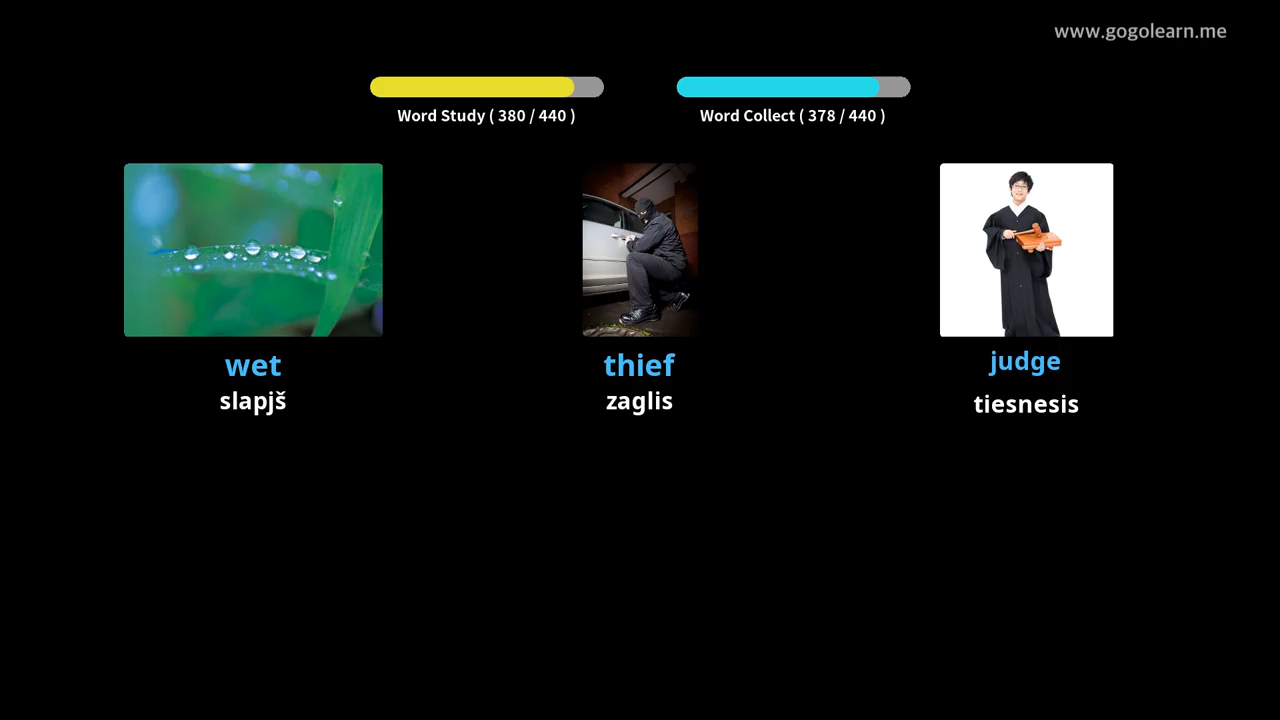 www.gogolearn.me
Word Study ( 380 / 440 )
Word Collect ( 378 / 440 )
wet
slapjš
thief
zaglis
judge
tiesnesis